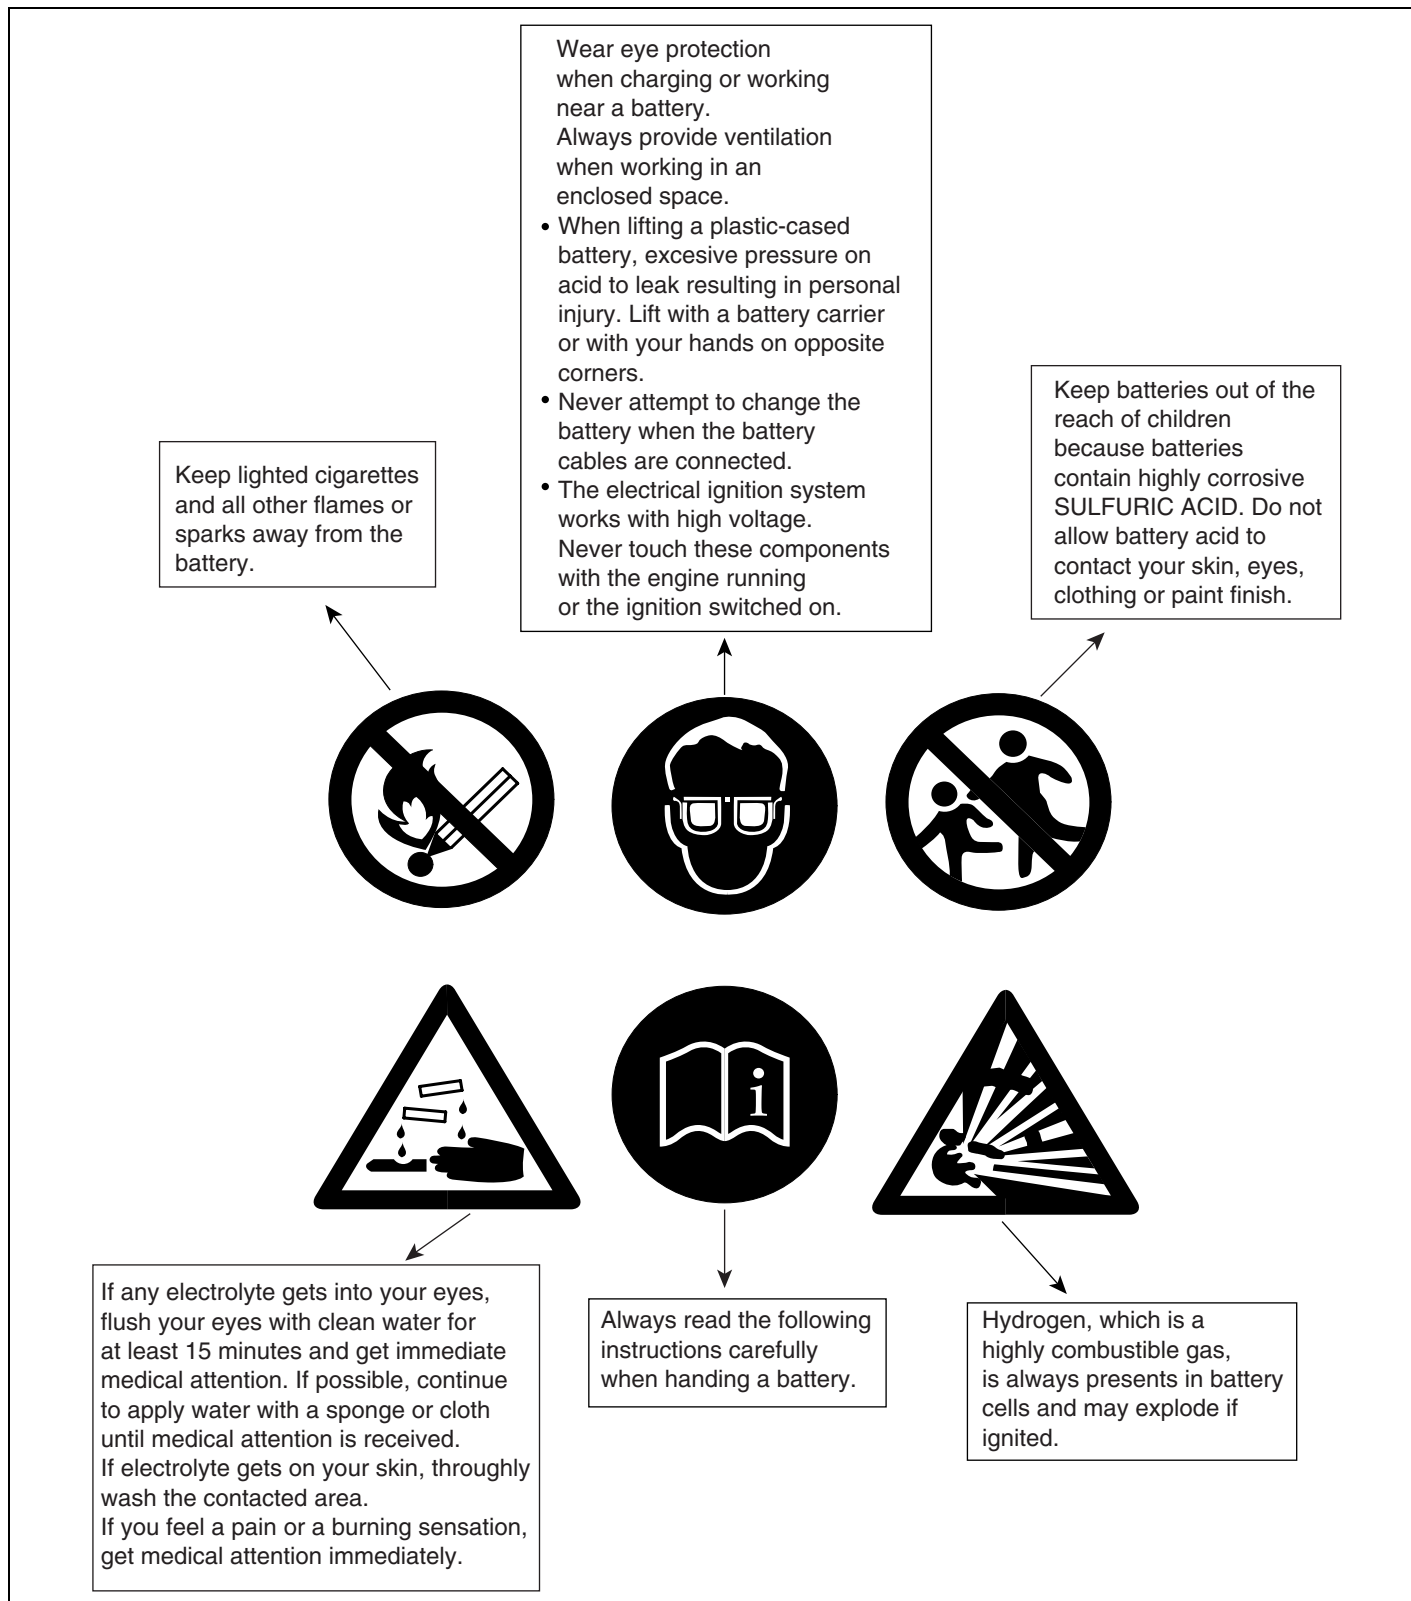 Wear eye protection
when charging or working
near a battery.
Always provide ventilation
when working in an
enclosed space.
• When lifting a plastic-cased
battery, excesive pressure on
acid to leak resulting in personal
injury. Lift with a battery carrier
or with your hands on opposite
corners.
• Never attempt to change the
battery when the battery
cables are connected.
• The electrical ignition system
works with high voltage.
Never touch these components
with the engine running
or the ignition switched on.
Keep lighted cigarettes
and all other flames or
sparks away from the
battery.
Keep batteries out of the
reach of children
because batteries
contain highly corrosive
SULFURIC ACID. Do not
allow battery acid to
contact your skin, eyes,
clothing or paint finish.
i
If any electrolyte gets into your eyes,
flush your eyes with clean water for
at least 15 minutes and get immediate
medical attention. If possible, continue
to apply water with a sponge or cloth
until medical attention is received.
If electrolyte gets on your skin, throughly
wash the contacted area.
If you feel a pain or a burning sensation,
get medical attention immediately.
Always read the following
instructions carefully
when handing a battery.
Hydrogen, which is a
highly combustible gas,
is always presents in battery
cells and may explode if
ignited.